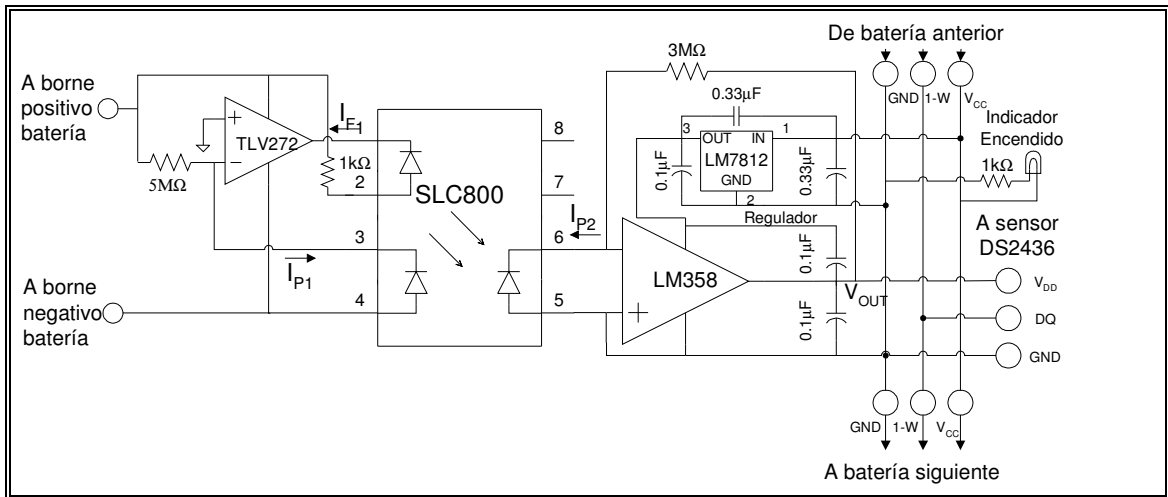 De batería anterior
A borne
positivo
batería
3MΩ
GND
1-W
VCC
0.33µF
Indicador
Encendido
TLV272
5MΩ
IF1
1kΩ
8
2
7
SLC800
3
OUT
IN
1
LM7812
GND
2
0.1µF
0.33µF
1kΩ
Regulador
IP2
3
6
IP1
A sensor
DS2436
A borne
negativo
batería
4
5
LM358
0.1µF
0.1µF
VOUT
VDD
DQ
GND
GND
1-W
VCC
A batería siguiente